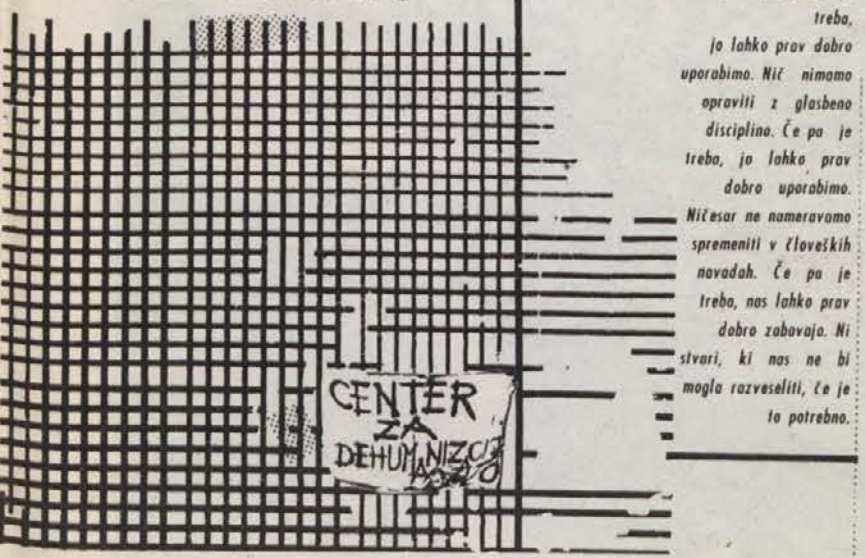 treba,
jo lahko prav dobro
uporabimo. Nič nimamo
opraviti z glasbeno
disciplino. Če pa je
treba, jo lahko prav
dobro uporabimo.
Ničesar ne nameravamo
spremeniti v človeških
navadah. Če pa je
treba, nas lahko prav
dobro zabavajo. Ni
stvari, ki nas ne bi
mogla razveseliti, če je
to potrebno.
CENTER
ZA
DEHUMANIZACIJO